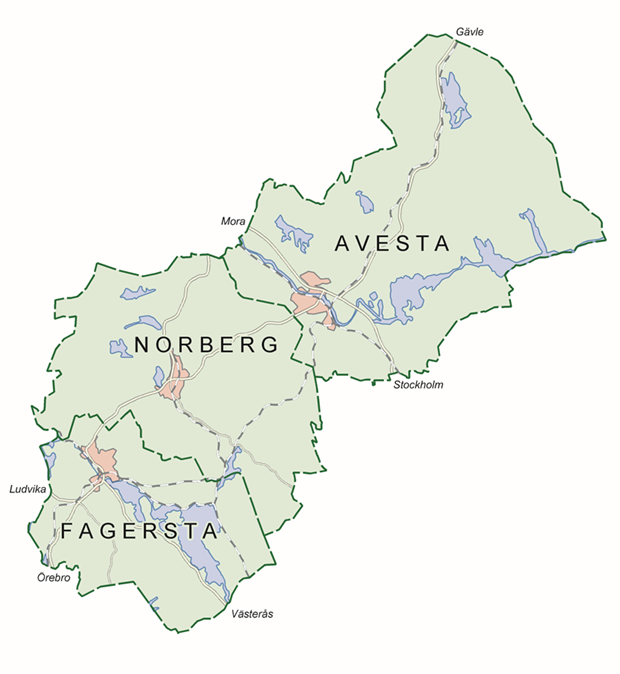 Gävle
Mora
AVESTA
NORBERG
Stockholm
Ludvika
FAGERSTA
Örebro
Västerås